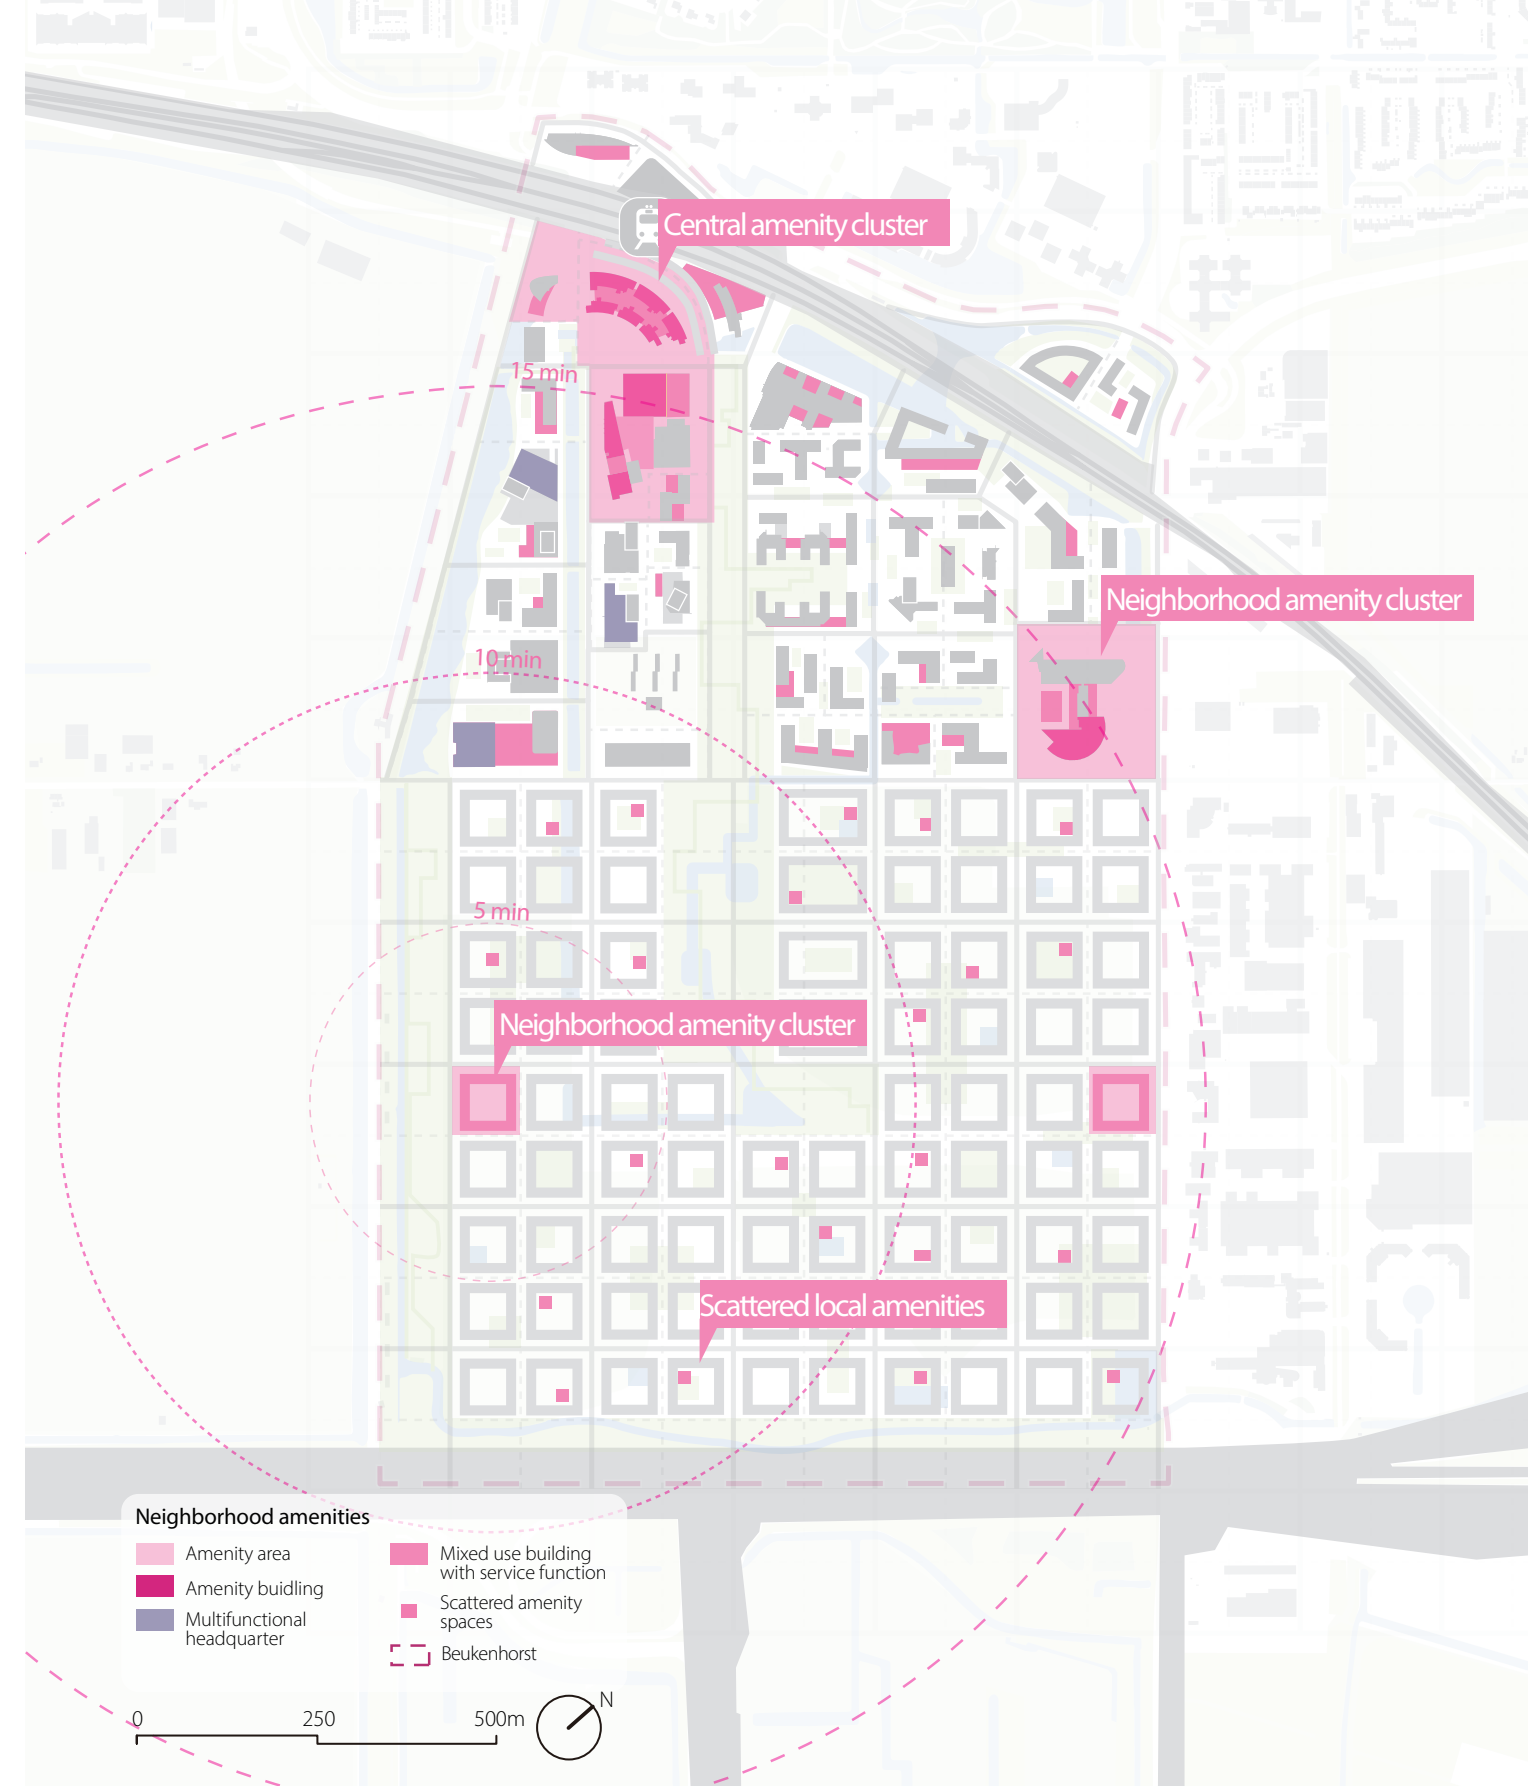 Central amenity cluster
15 min
Neighborhood amenity cluster
10 min
5 min
Neighborhood amenity cluster
Scattered local amenities
Neighborhood amenities
Amenity area
Amenity buidling
Multifunctional
headquarter
Mixed use building
with service function
Scattered amenity
spaces
Beukenhorst
0
250
500m
N